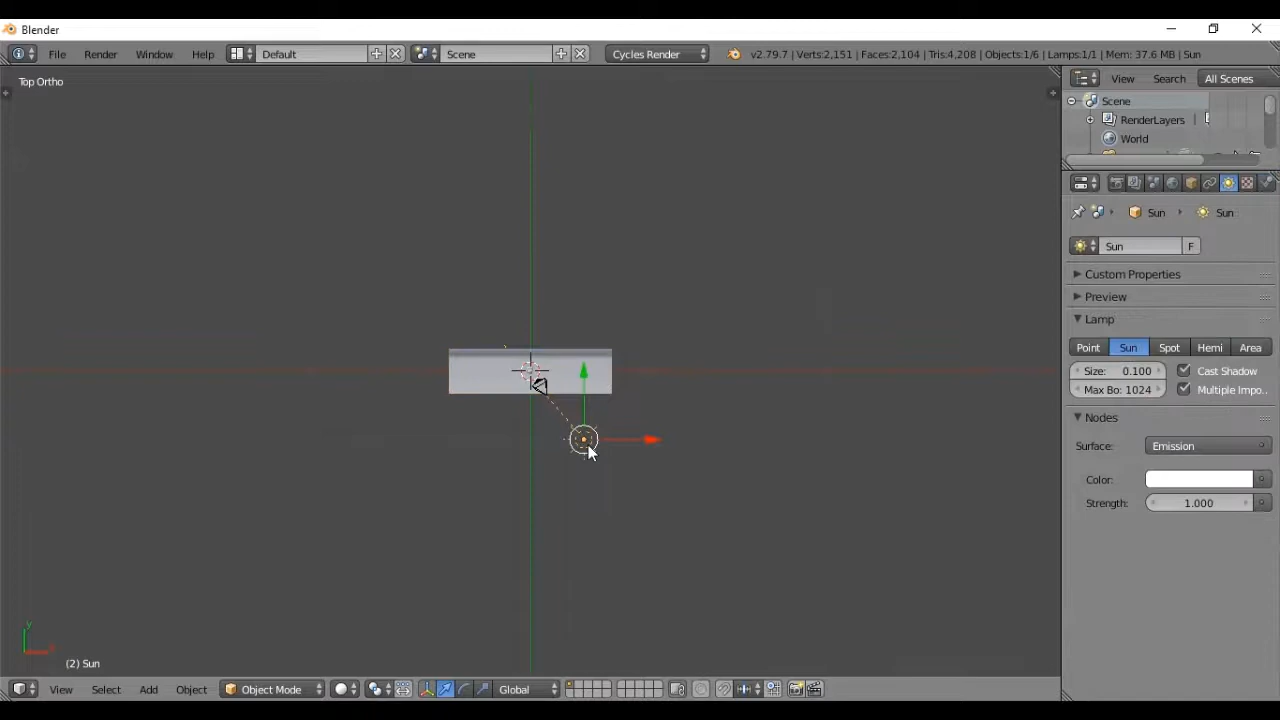 Blender
File Render Window Help Default Scene Cycles Render v2.79.7 | Verts:2,151 | Faces:2,104 | Tris:4,208 | Objects:1/6 | Lamps:1/1 | Mem: 37.6 MB | Sun
Top Ortho
View Search All Scenes
Scene
RenderLayers
World
Sun Sun
Sun F
Custom Properties
Preview
Lamp
Point Sun Spot Hemi Area
Size: 0.100 Cast Shadow
Max Bo: 1024 Multiple Impo..
Nodes
Surface: Emission
Color:
Strength: 1.000
y
(2) Sun
View Select Add Object Object Mode Global